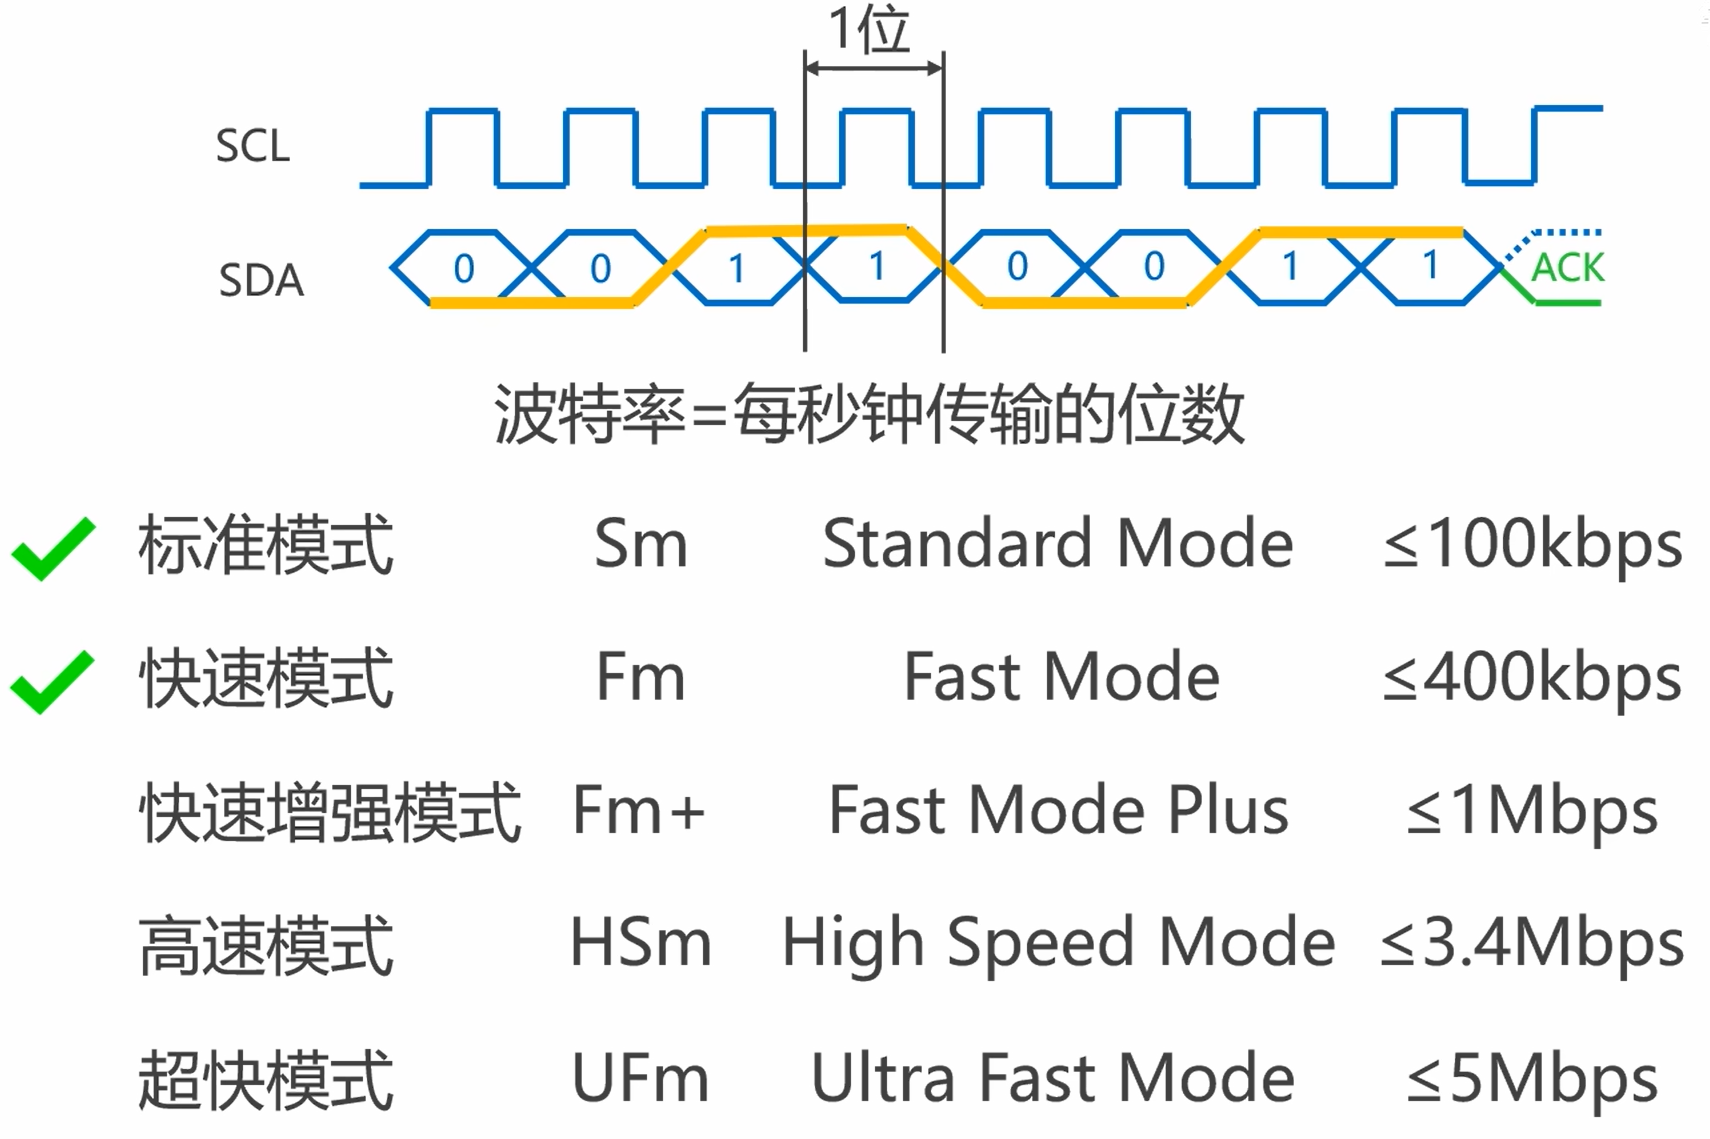 1位
SCL
SDA 0 0 1 1 0 0 1 1 ACK
波特率=每秒钟传输的位数
标准模式 Sm Standard Mode ≤100kbps
快速模式 Fm Fast Mode ≤400kbps
快速增强模式 Fm+ Fast Mode Plus ≤1Mbps
高速模式 HSm High Speed Mode ≤3.4Mbps
超快模式 UFm Ultra Fast Mode ≤5Mbps